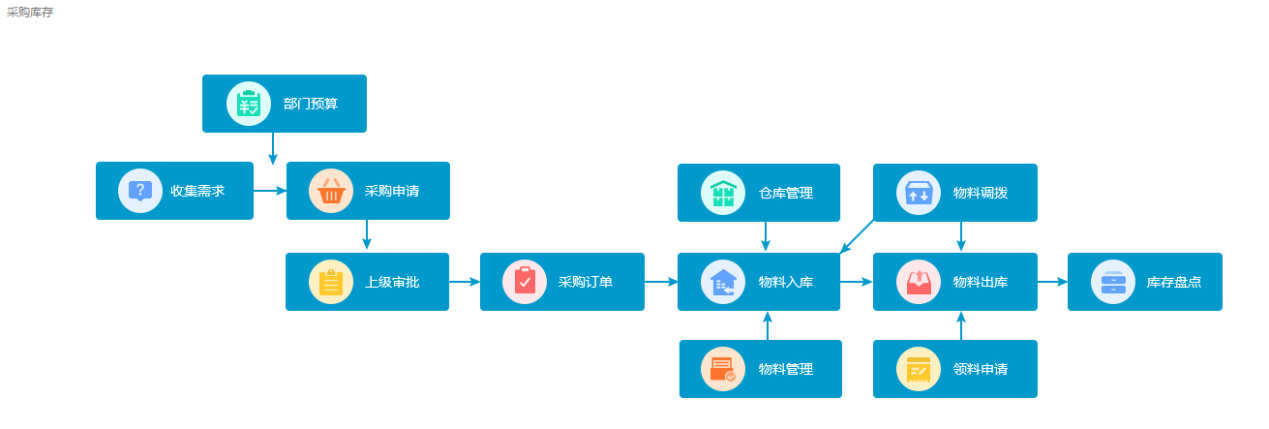 采购库存
部门预算
收集需求
采购申请
仓库管理
物料调拨
上级审批
采购订单
物料入库
物料出库
库存盘点
物料管理
领料申请